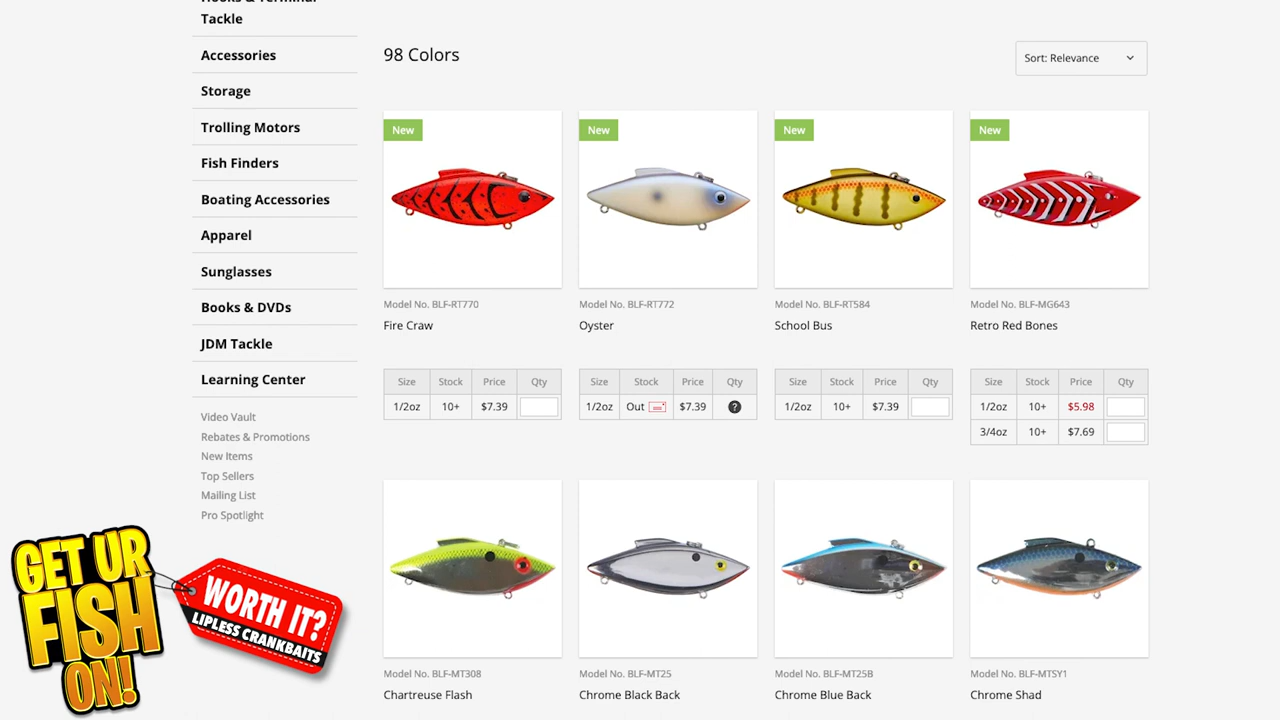 Hooks & Terminal
Tackle
Accessories
Storage
Trolling Motors
Fish Finders
Boating Accessories
Apparel
Sunglasses
Books & DVDs
JDM Tackle
Learning Center
Video Vault
Rebates & Promotions
New Items
Top Sellers
Mailing List
Pro Spotlight
98 Colors
Sort: Relevance
New
New
New
New
Model No. BLF-RT770
Fire Craw
Size Stock Price Qty
1/2oz 10+ $7.39
Model No. BLF-RT772
Oyster
Size Stock Price Qty
1/2oz Out $7.39 ?
Model No. BLF-RT584
School Bus
Size Stock Price Qty
1/2oz 10+ $7.39
Model No. BLF-MG643
Retro Red Bones
Size Stock Price Qty
1/2oz 10+ $5.98
3/4oz 10+ $7.69
Model No. BLF-MT308
Chartreuse Flash
Model No. BLF-MT25
Chrome Black Back
Model No. BLF-MT25B
Chrome Blue Back
Model No. BLF-MTSY1
Chrome Shad
GET UR
FISH
ON!
WORTH IT?
LIPLESS CRANKBAITS